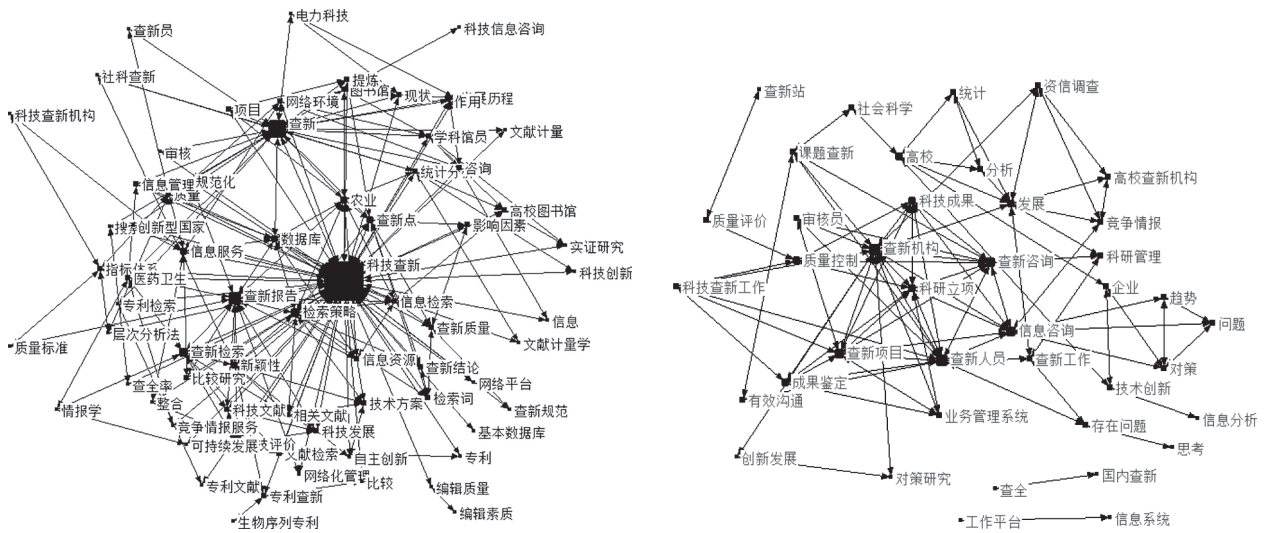 电力科技
查新员
科技信息咨询
社科查新
提炼
图书馆
现状
作用
展历程
项目
网络环境
查新
科技查新机构
学科馆员
文献计量
审核
统计分
咨询
信息管理
规范化
质量
农业
查新点
高校图书馆
影响因素
搜索
创新型国家
数据库
实证研究
信息服务
科技查新
科技创新
指标体系
医药卫生
查新报告
信息检索
专利检索
检索策略
信息
查新质量
层次分析法
文献计量学
质量标准
查新检索
信息资源
新颖性
查新结论
比较研究
网络平台
查全率
整合
技术方案
检索词
情报学
科技文献
相关文献
查新规范
竞争情报服务
科技发展
基本数据库
可持续发展
技评价
文献检索
自主创新
专利
网络化管理
比较
专利文献
专利查新
编辑质量
生物序列专利
编辑素质
资信调查
查新站
统计
社会科学
课题查新
高校
分析
高校查新机构
科技成果
发展
质量评价
审核员
竞争情报
查新机构
质量控制
查新咨询
科研管理
科技查新工作
科研立项
企业
趋势
信息咨询
问题
查新项目
查新人员
查新工作
对策
成果鉴定
技术创新
有效沟通
业务管理系统
信息分析
存在问题
思考
创新发展
对策研究
国内查新
查全
工作平台
信息系统